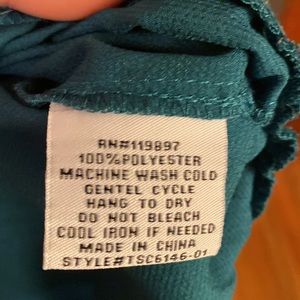 RN#119897
100%POLYESTER
MACHINE WASH COLD
GENTEL CYCLE
HANG TO DRY
DO NOT BLEACH
COOL IRON IF NEEDED
MADE IN CHINA
STYLE#TSC6146-01